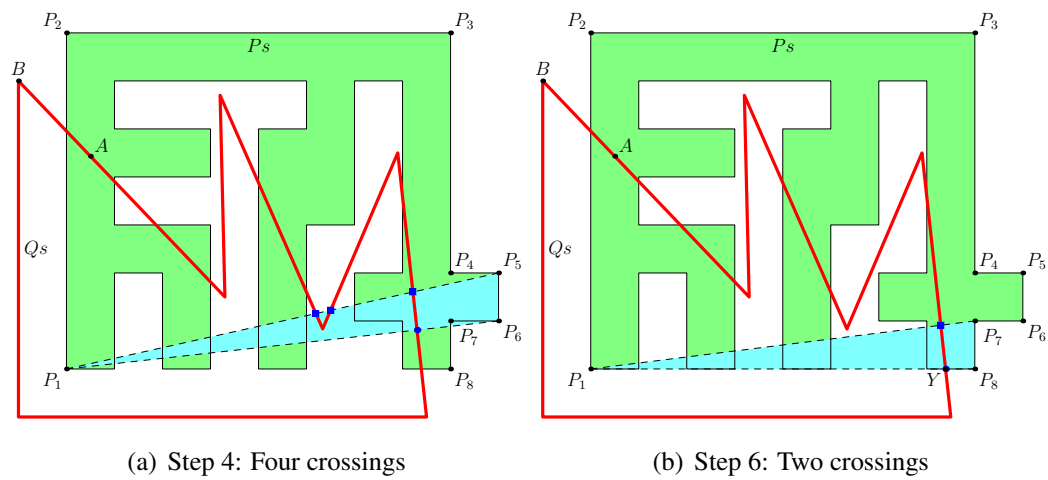 P2 P3
Ps
B
A
Qs
P4 P5
P7 P6
P1 P8
(a) Step 4: Four crossings
P2 P3
Ps
B
A
Qs
P4 P5
P7 P6
P1 Y P8
(b) Step 6: Two crossings